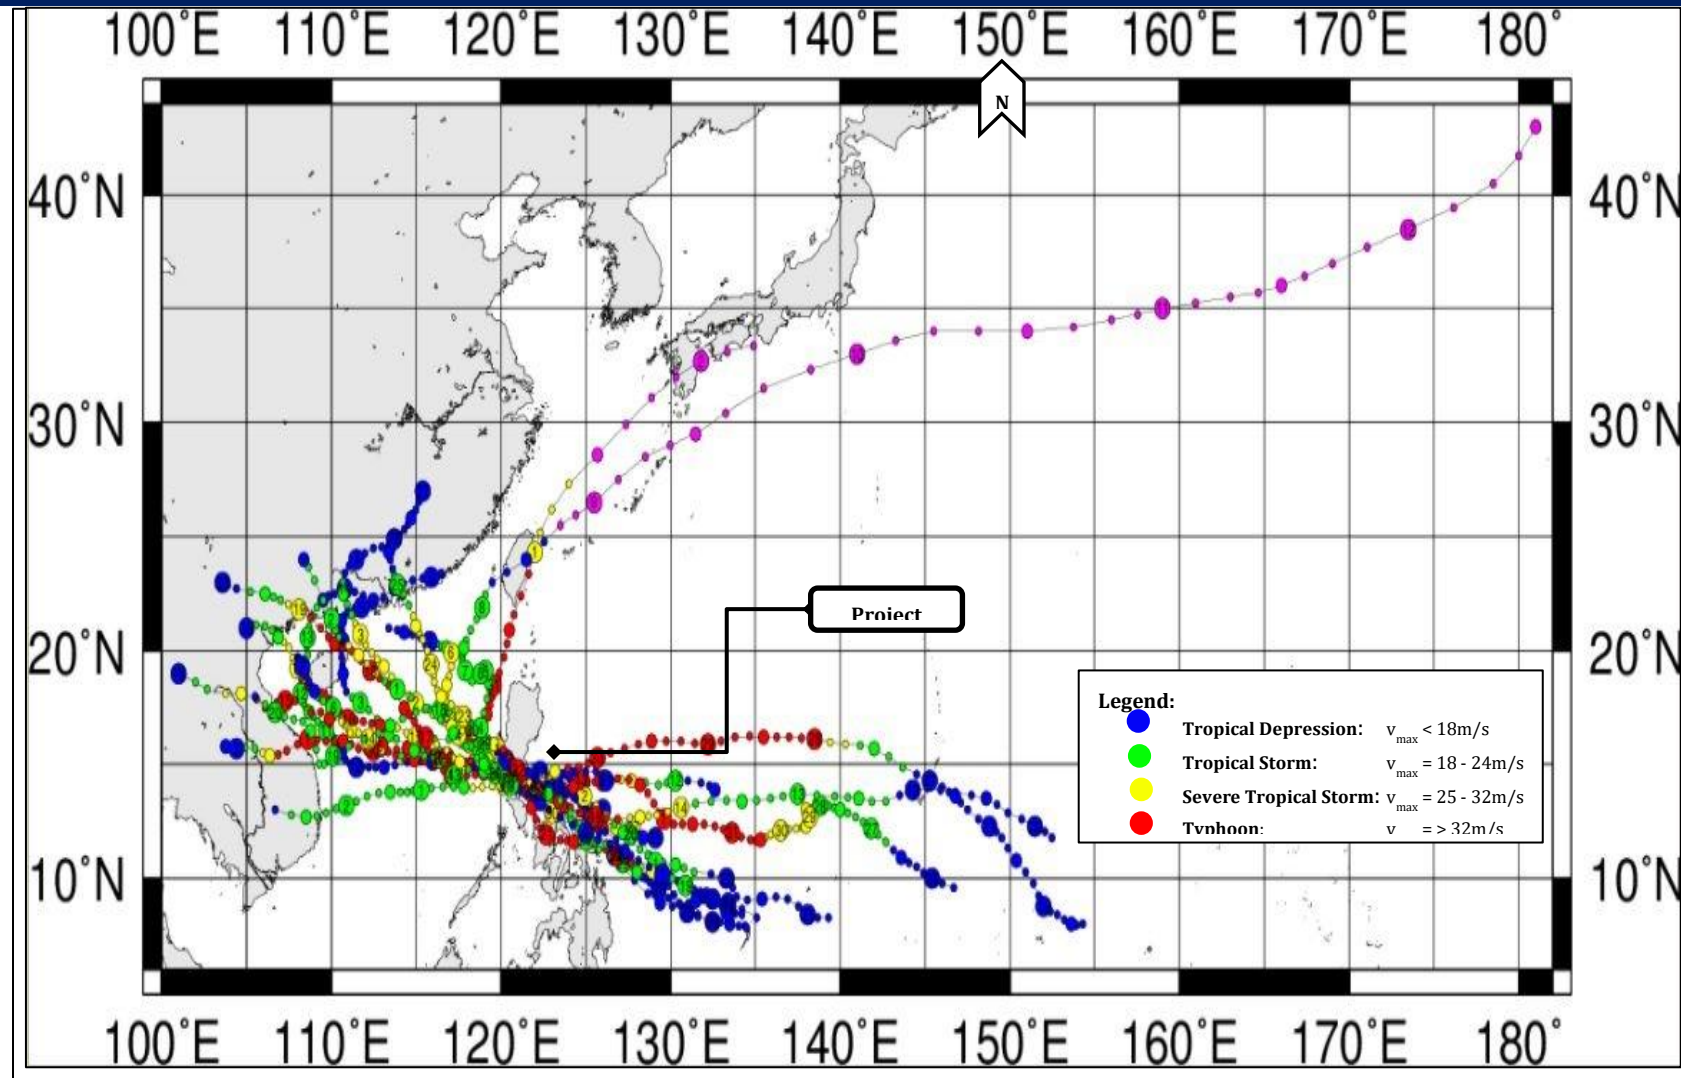 100°E 110°E 120°E 130°E 140°E 150°E 160°E 170°E 180°
N
40°N 40°N
30°N 30°N
Project
20°N 20°N
Legend:
Tropical Depression: vmax < 18m/s
Tropical Storm: vmax = 18 - 24m/s
Severe Tropical Storm: vmax = 25 - 32m/s
Typhoon: v = > 32m/s
10°N 10°N
100°E 110°E 120°E 130°E 140°E 150°E 160°E 170°E 180°